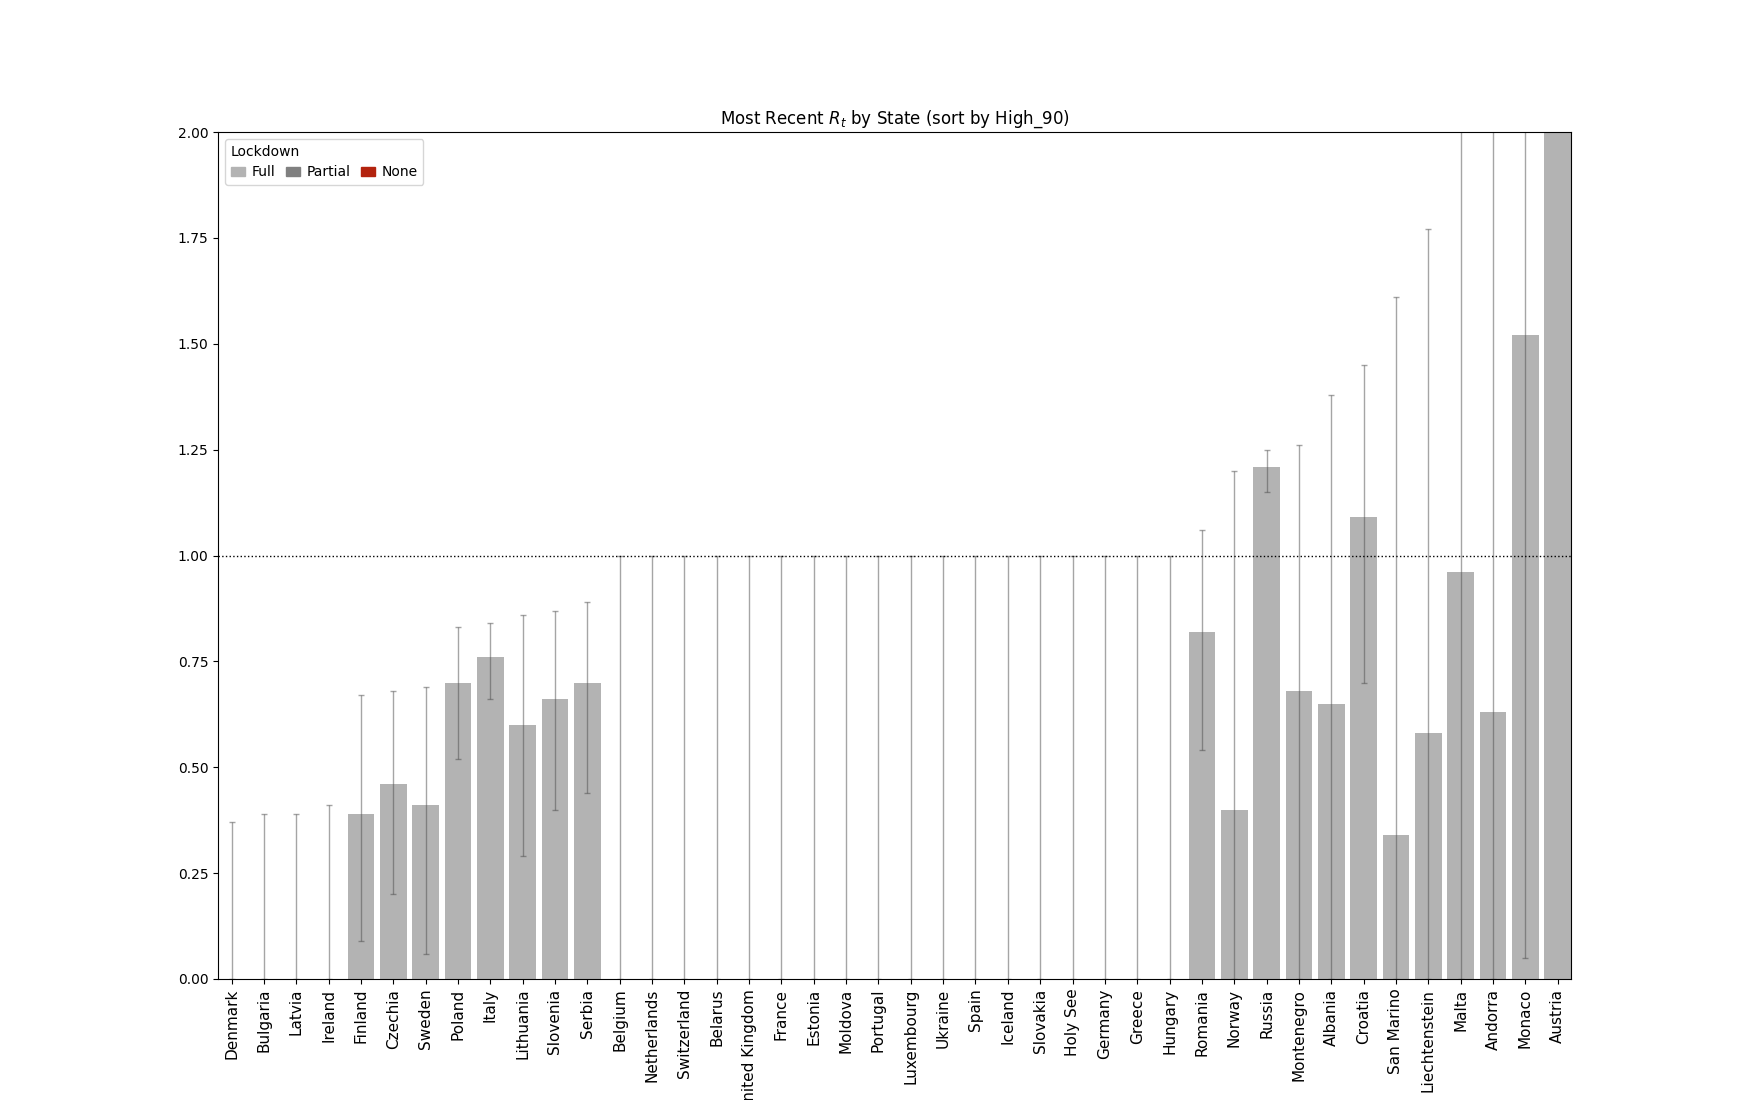 Most Recent R_t by State (sort by High_90)
Lockdown
Full Partial None
2.00
1.75
1.50
1.25
1.00
0.75
0.50
0.25
0.00
Denmark
Bulgaria
Latvia
Ireland
Finland
Czechia
Sweden
Poland
Italy
Lithuania
Slovenia
Serbia
Belgium
Netherlands
Switzerland
Belarus
nited Kingdom
France
Estonia
Moldova
Portugal
Luxembourg
Ukraine
Spain
Iceland
Slovakia
Holy See
Germany
Greece
Hungary
Romania
Norway
Russia
Montenegro
Albania
Croatia
San Marino
Liechtenstein
Malta
Andorra
Monaco
Austria